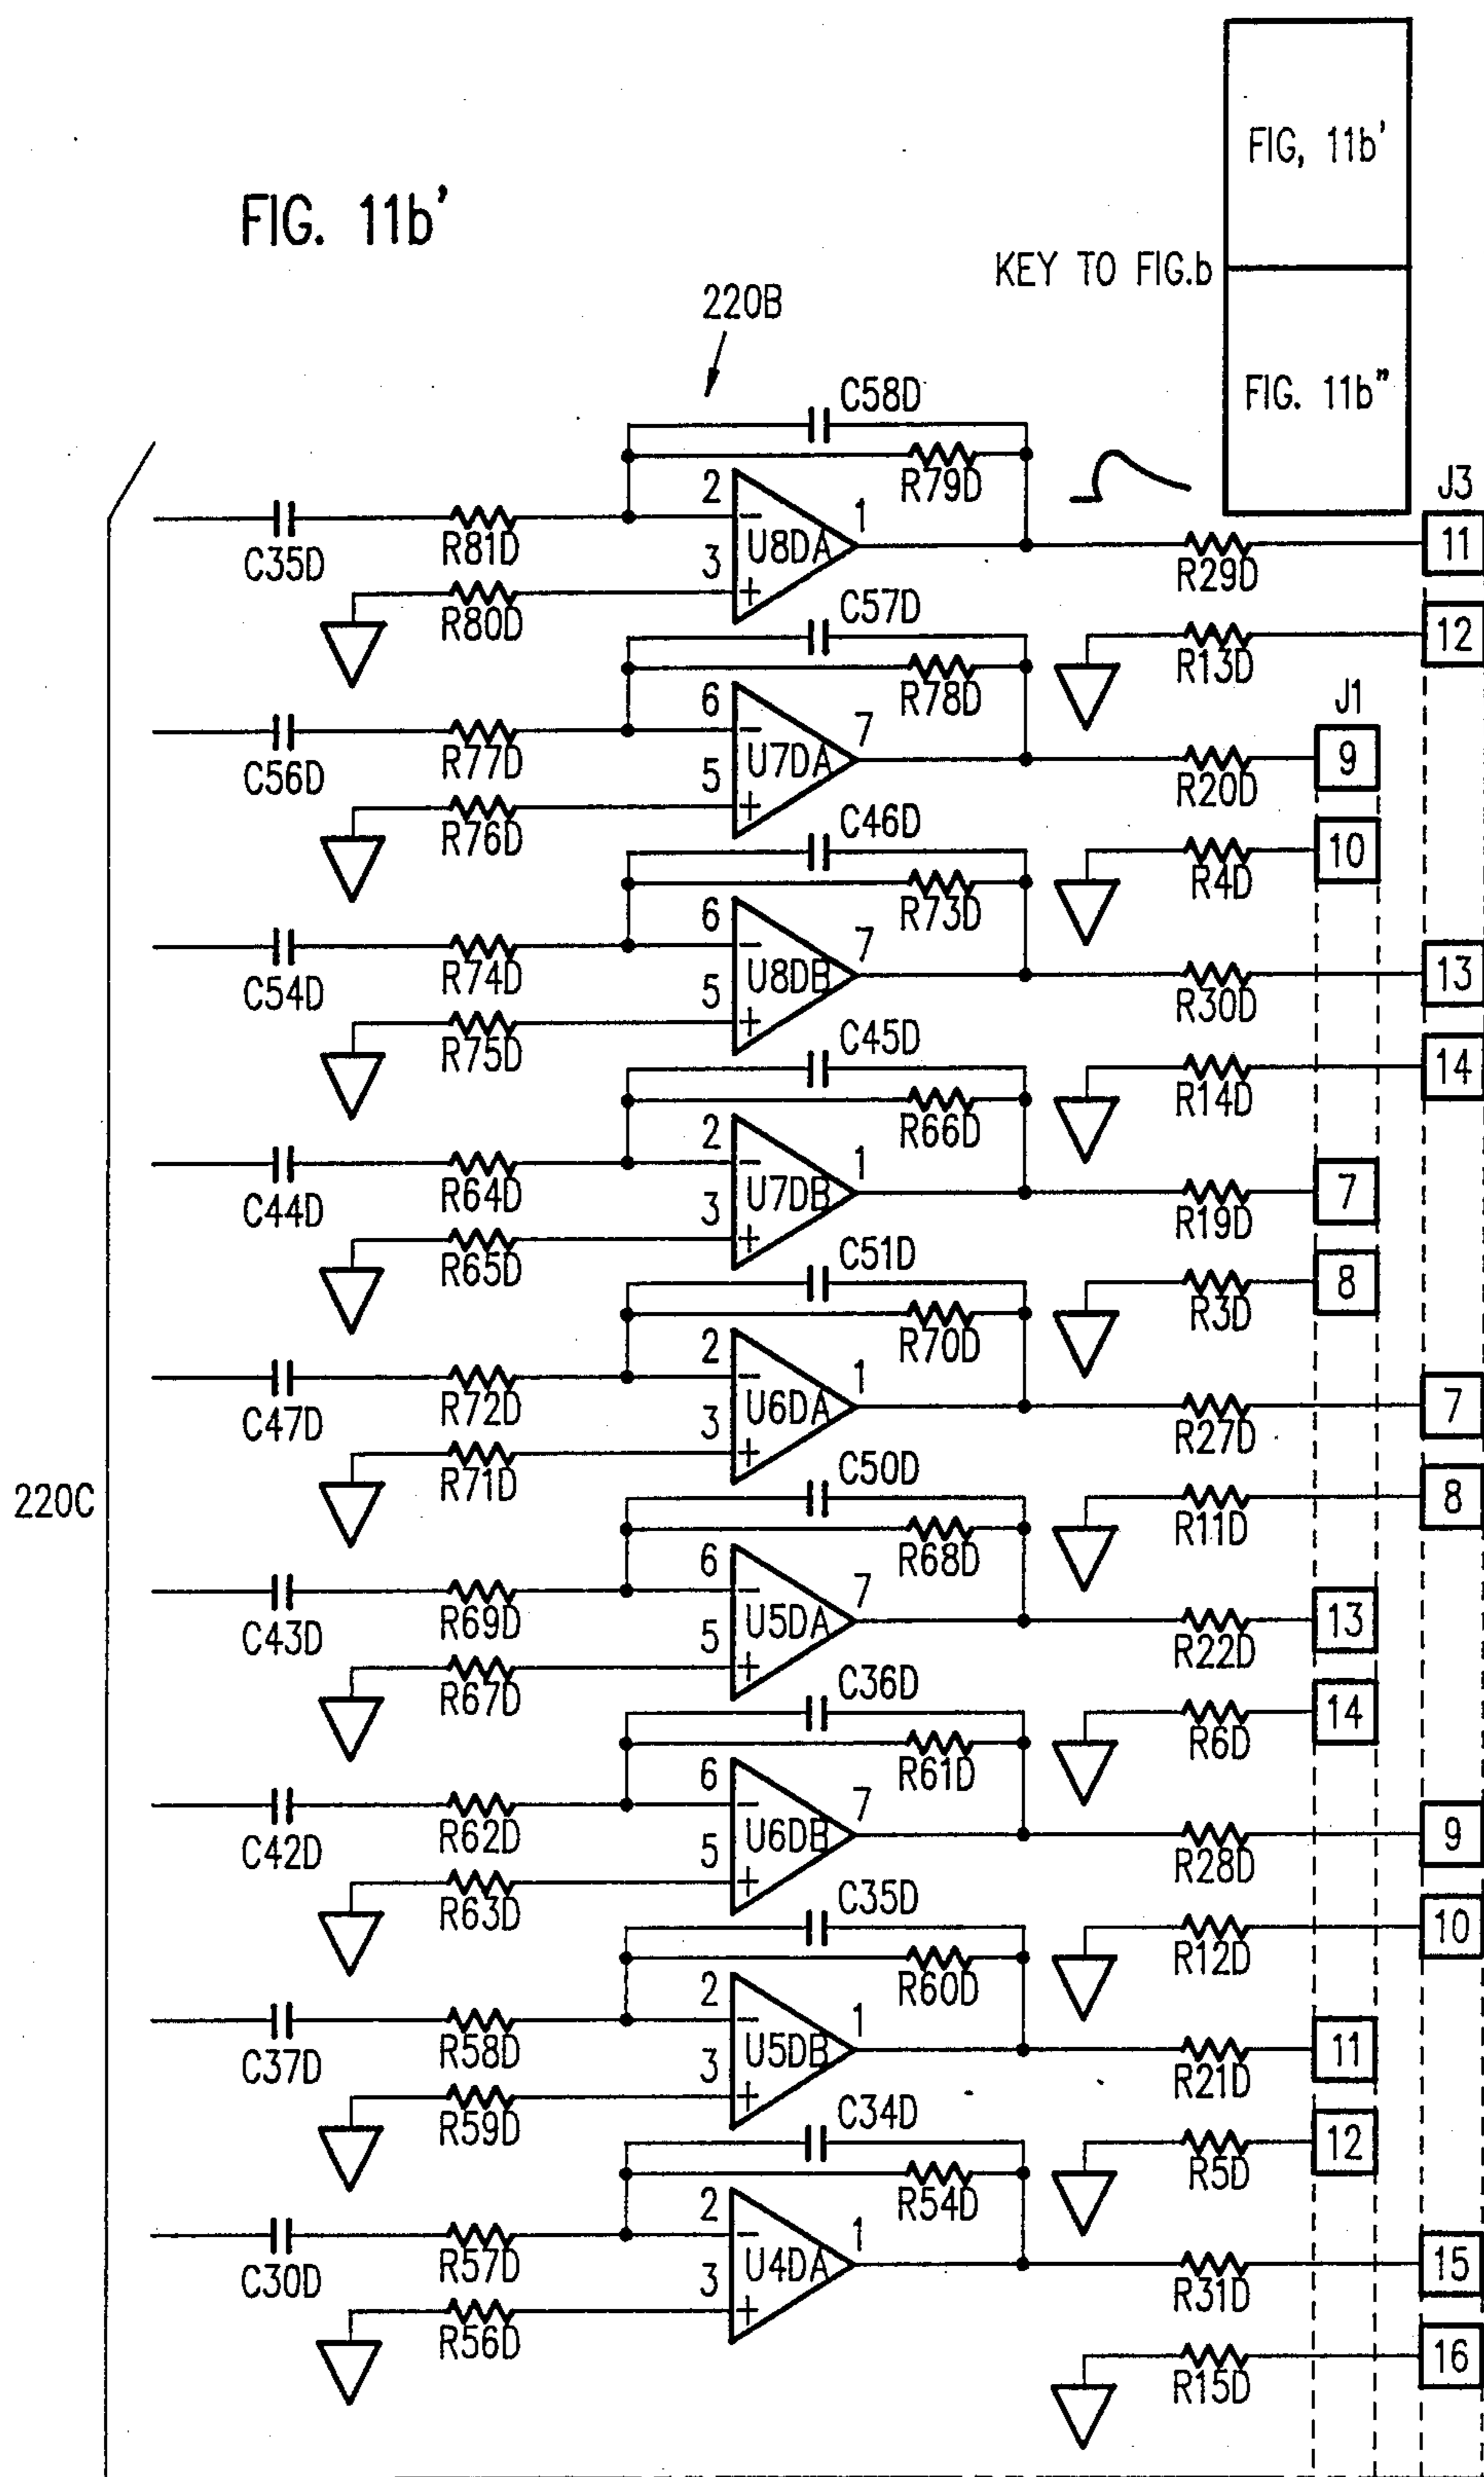 FIG, 11b'
FIG. 11b'
KEY TO FIG.b
220B
FIG. 11b"
C58D
R79D
J3
2
1
C35D
R81D
U8DA
3
R29D
11
R80D
C57D
12
R13D
R78D
6
7
J1
C56D
R77D
U7DA
5
R20D
9
R76D
C46D
10
R4D
R73D
6
7
C54D
R74D
U8DB
5
R30D
13
R75D
C45D
14
R14D
R66D
2
1
C44D
R64D
U7DB
3
R19D
7
R65D
C51D
8
R3D
R70D
2
1
C47D
R72D
U6DA
3
R27D
7
R71D
C50D
220C
8
R11D
R68D
6
7
C43D
R69D
U5DA
5
R22D
13
R67D
C36D
14
R6D
R61D
6
7
C42D
R62D
U6DB
5
R28D
9
R63D
C35D
10
R12D
R60D
2
1
C37D
R58D
U5DB
3
R21D
11
R59D
C34D
12
R5D
R54D
2
1
C30D
R57D
U4DA
3
R31D
15
R56D
16
R15D